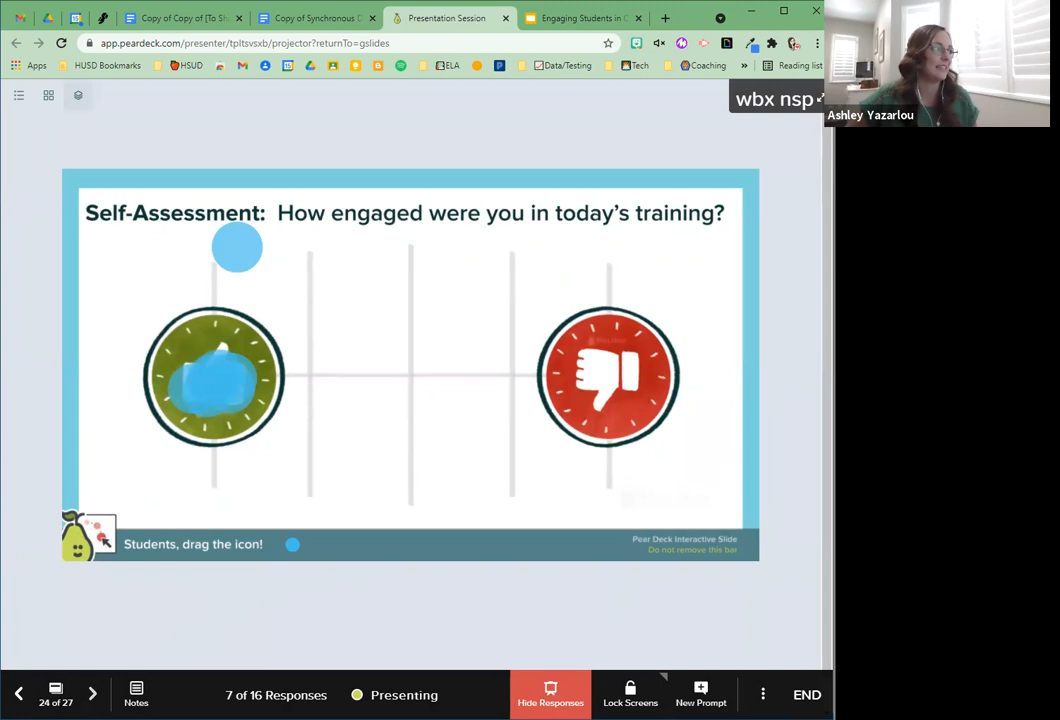 Copy of Copy of [To Sh
Copy of Synchronous D
Presentation Session
Engaging Students in C
app.peardeck.com/presenter/tpltsvsxb/projector?returnTo=gslides
Apps
HUSD Bookmarks
HSUD
ELA
Data/Testing
Tech
Coaching
»
Reading list
wbx nsp
Ashley Yazarlou
Self-Assessment: How engaged were you in today's training?
Students, drag the icon!
Pear Deck Interactive Slide
Do not remove this bar
24 of 27
Notes
7 of 16 Responses
Presenting
Hide Responses
Lock Screens
New Prompt
END